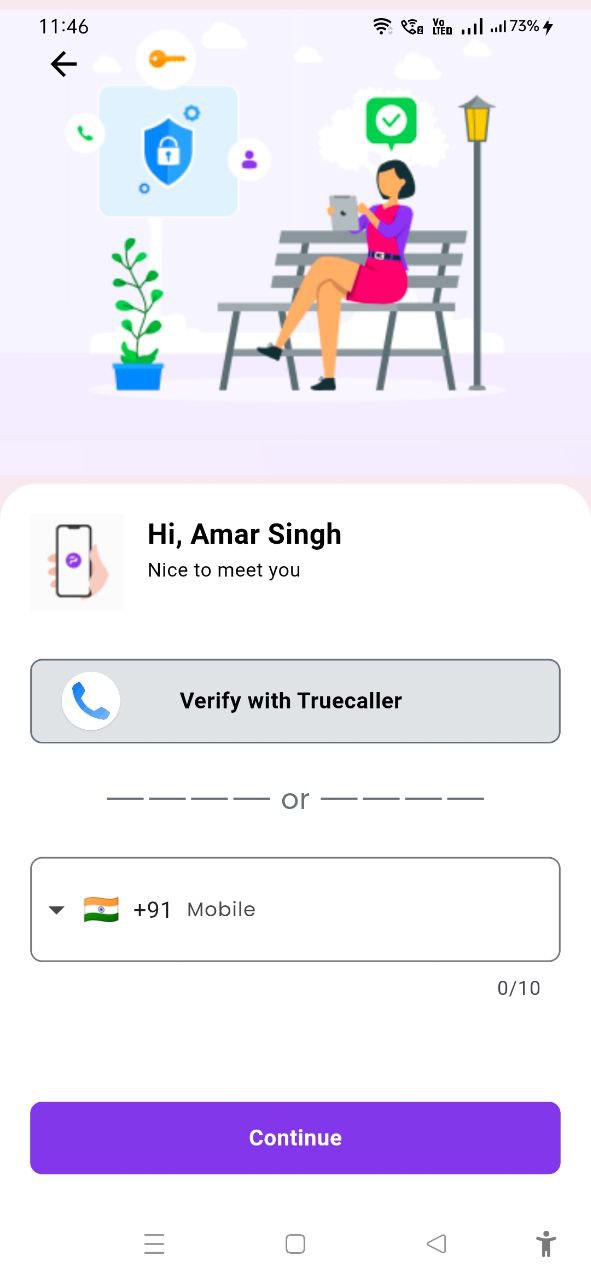 11:46
Vo
LTE 73%
Hi, Amar Singh
Nice to meet you
Verify with Truecaller
or
+91 Mobile
0/10
Continue